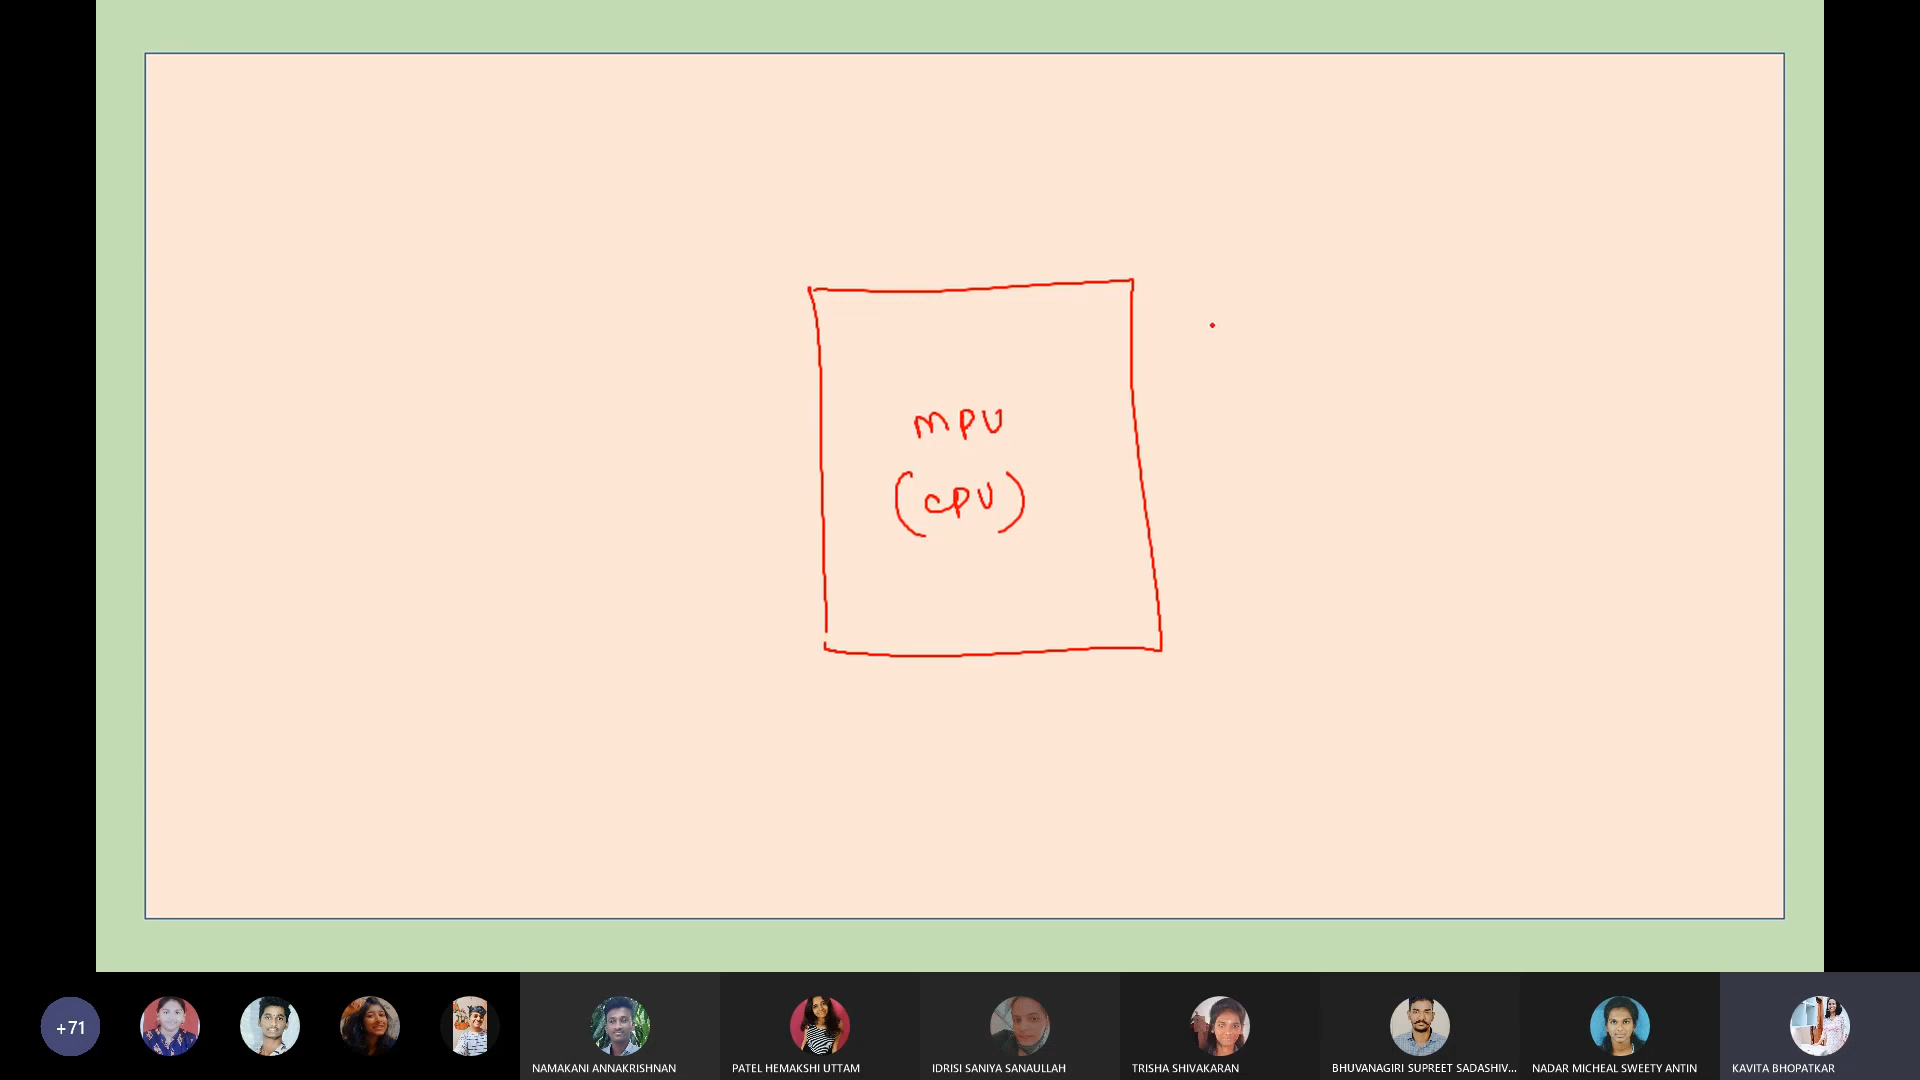 MPU
(CPU)
+71
NAMAKANI ANNAKRISHNAN
PATEL HEMAKSHI UTTAM
IDRISI SANIYA SANAULLAH
TRISHA SHIVAKARAN
BHUVANAGIRI SUPREET SADASHIV...
NADAR MICHEAL SWEETY ANTIN
KAVITA BHOPATKAR